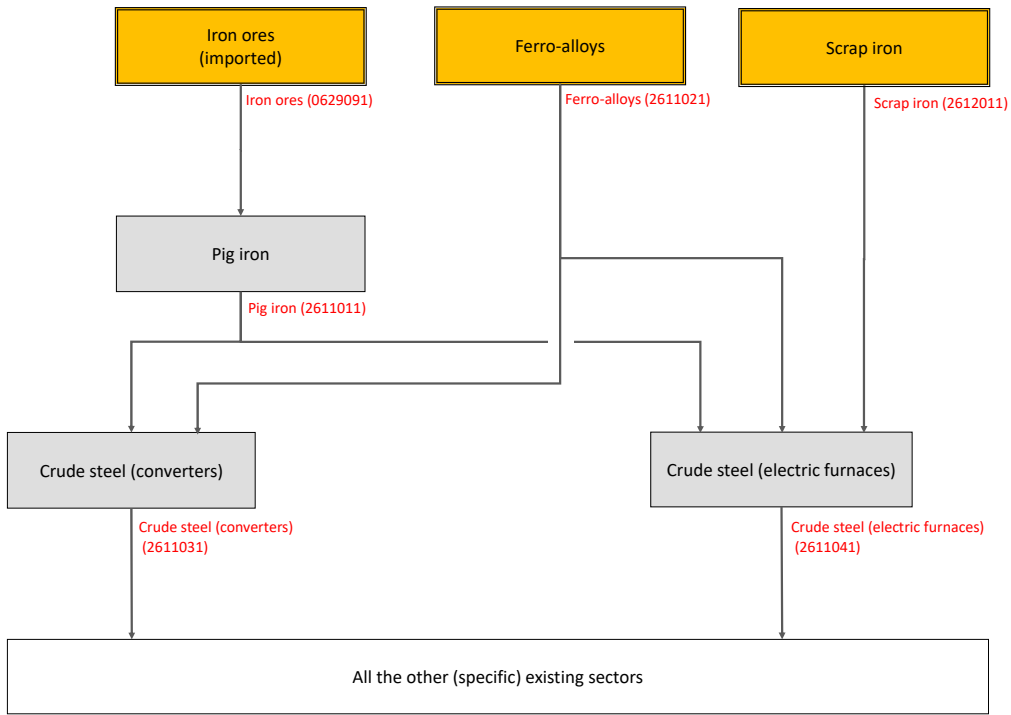 Iron ores
(imported)
Ferro-alloys
Scrap iron
Iron ores (0629091)
Ferro-alloys (2611021)
Scrap iron (2612011)
Pig iron
Pig iron (2611011)
Crude steel (converters)
Crude steel (electric furnaces)
Crude steel (converters)
(2611031)
Crude steel (electric furnaces)
(2611041)
All the other (specific) existing sectors